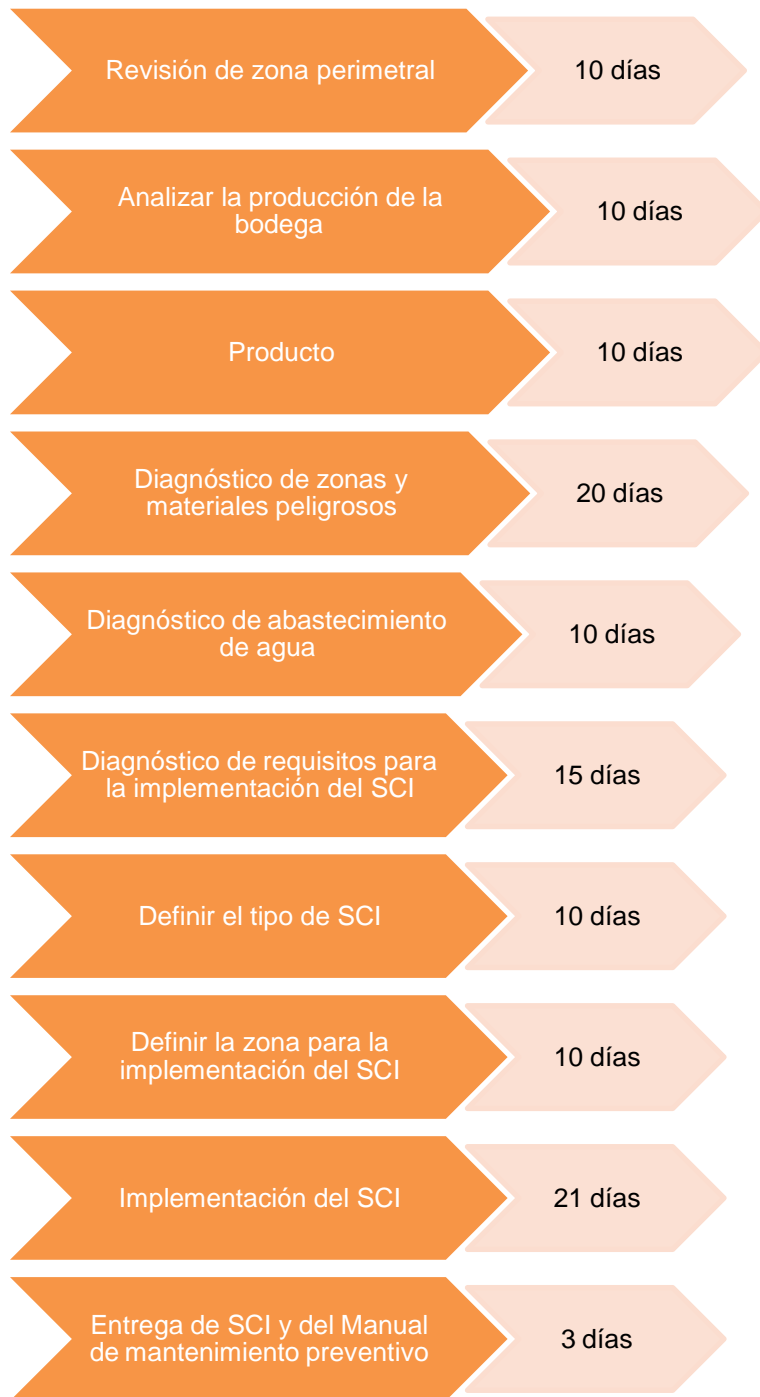 Revisión de zona perimetral
10 días
Analizar la producción de la
bodega
10 días
Producto
10 días
Diagnóstico de zonas y
materiales peligrosos
20 días
Diagnóstico de abastecimiento
de agua
10 días
Diagnóstico de requisitos para
la implementación del SCI
15 días
Definir el tipo de SCI
10 días
Definir la zona para la
implementación del SCI
10 días
Implementación del SCI
21 días
Entrega de SCI y del Manual
de mantenimiento preventivo
3 días